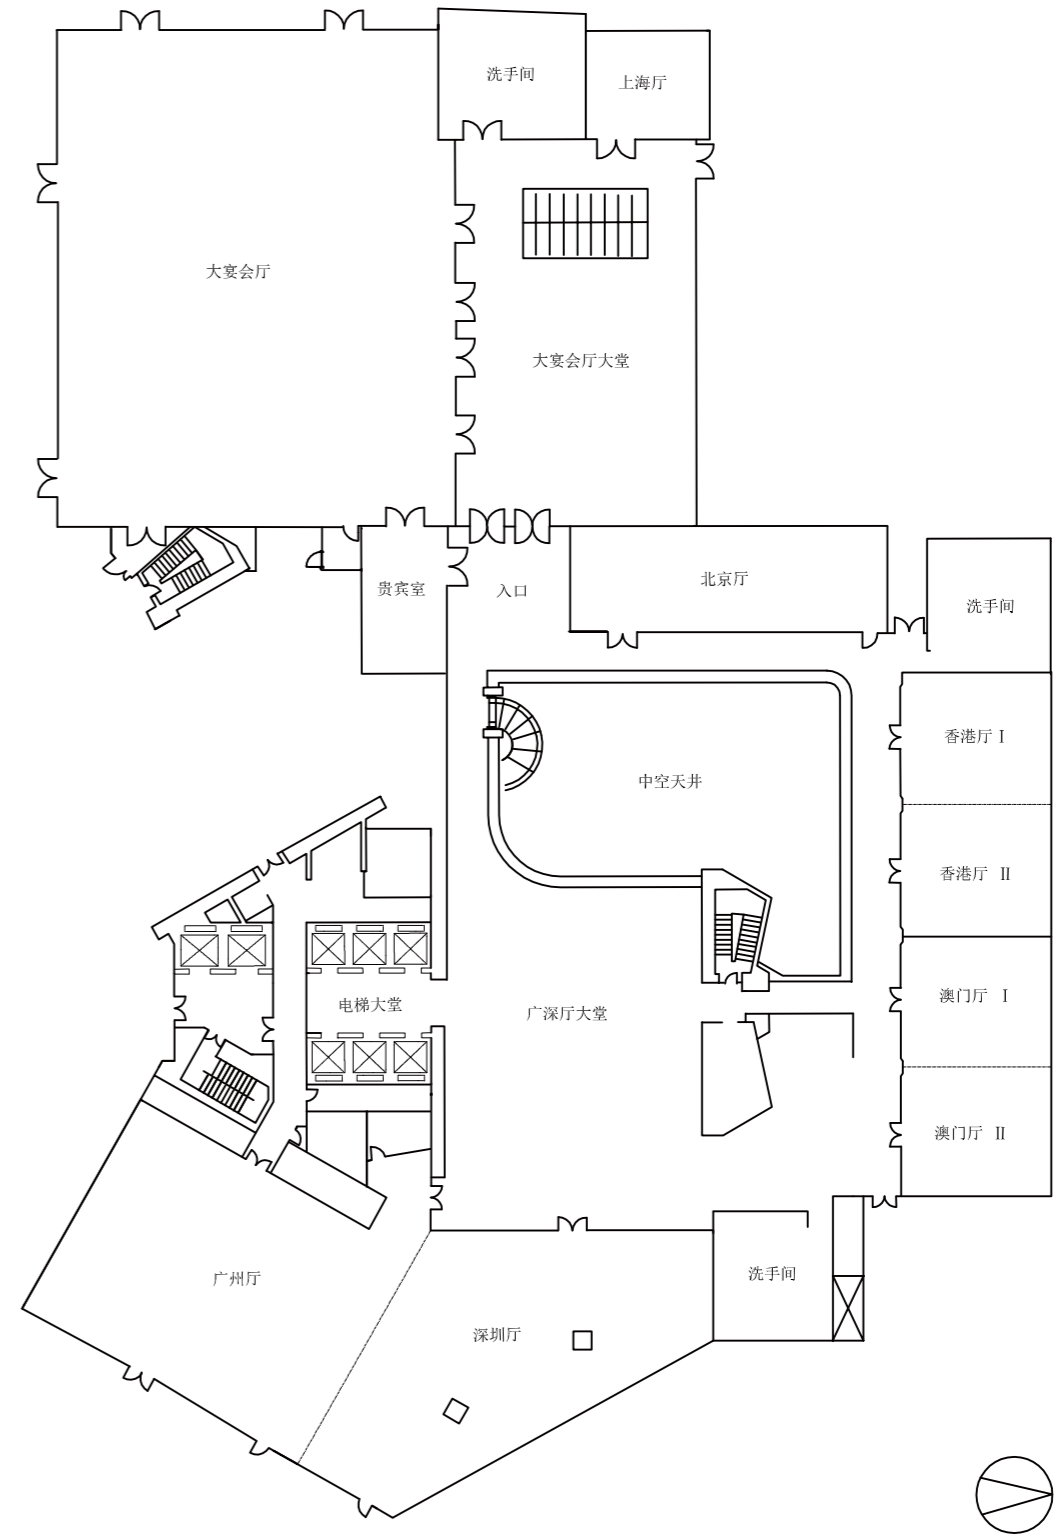 洗手间
上海厅
大宴会厅
大宴会厅大堂
北京厅
贵宾室
入口
洗手间
香港厅 I
中空天井
香港厅 II
澳门厅 I
电梯大堂
广深厅大堂
澳门厅 II
广州厅
洗手间
深圳厅